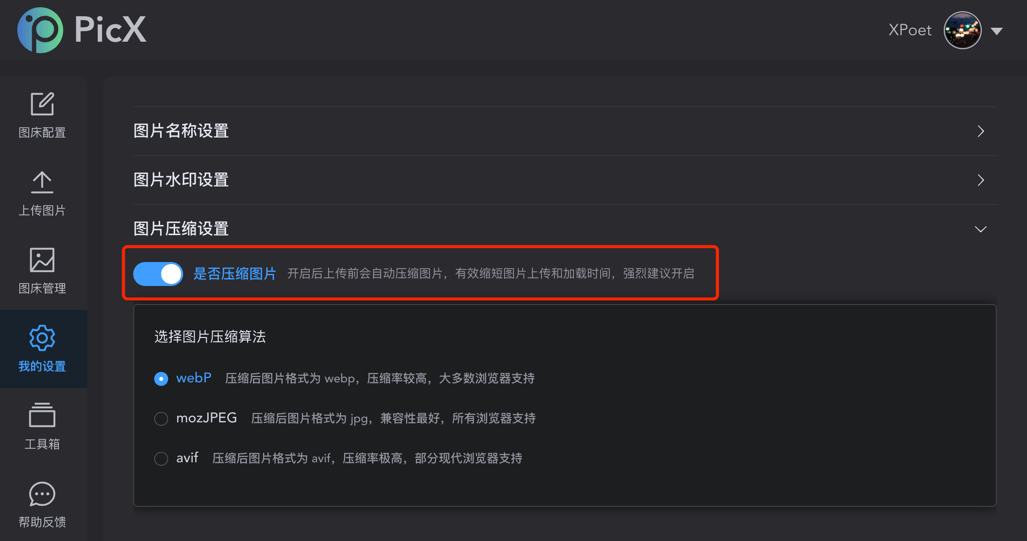 PicX
XPoet
图床配置
上传图片
图床管理
我的设置
工具箱
帮助反馈
图片名称设置
图片水印设置
图片压缩设置
是否压缩图片 开启后上传前会自动压缩图片，有效缩短图片上传和加载时间，强烈建议开启
选择图片压缩算法
webP 压缩后图片格式为 webp，压缩率较高，大多数浏览器支持
mozJPEG 压缩后图片格式为 jpg，兼容性最好，所有浏览器支持
avif 压缩后图片格式为 avif，压缩率极高，部分现代浏览器支持